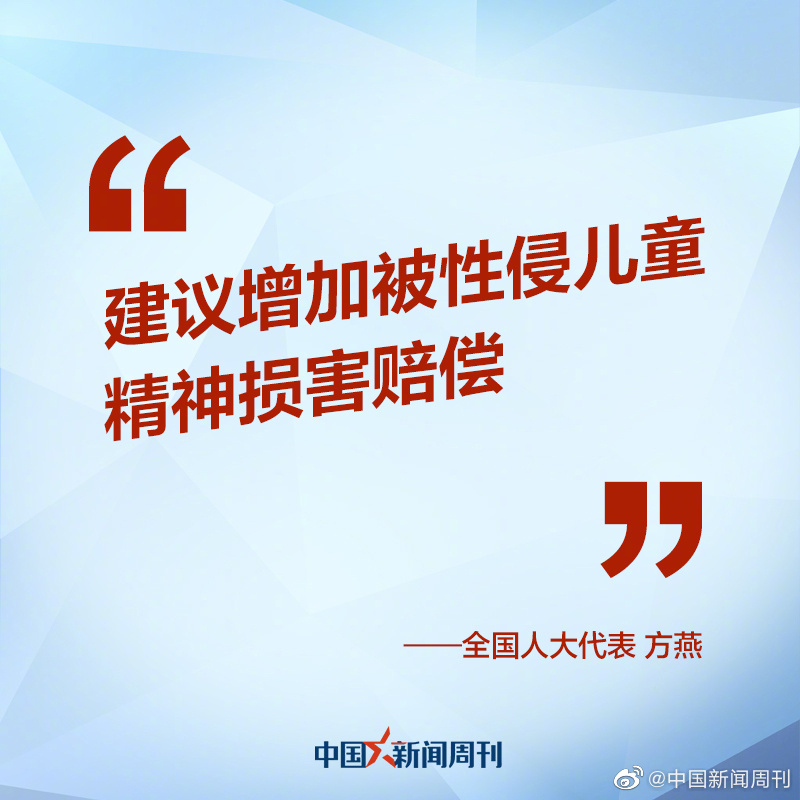 “
建议增加被性侵儿童
精神损害赔偿
”
——全国人大代表 方燕
中国新闻周刊
@中国新闻周刊